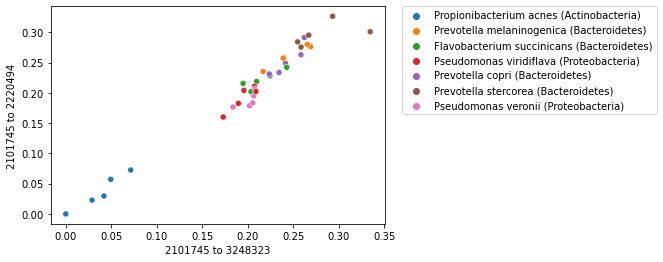 Propionibacterium acnes (Actinobacteria)
Prevotella melaninogenica (Bacteroidetes)
Flavobacterium succinicans (Bacteroidetes)
Pseudomonas viridiflava (Proteobacteria)
Prevotella copri (Bacteroidetes)
Prevotella stercorea (Bacteroidetes)
Pseudomonas veronii (Proteobacteria)
2101745 to 2220494
0.30
0.25
0.20
0.15
0.10
0.05
0.00
0.00 0.05 0.10 0.15 0.20 0.25 0.30 0.35
2101745 to 3248323